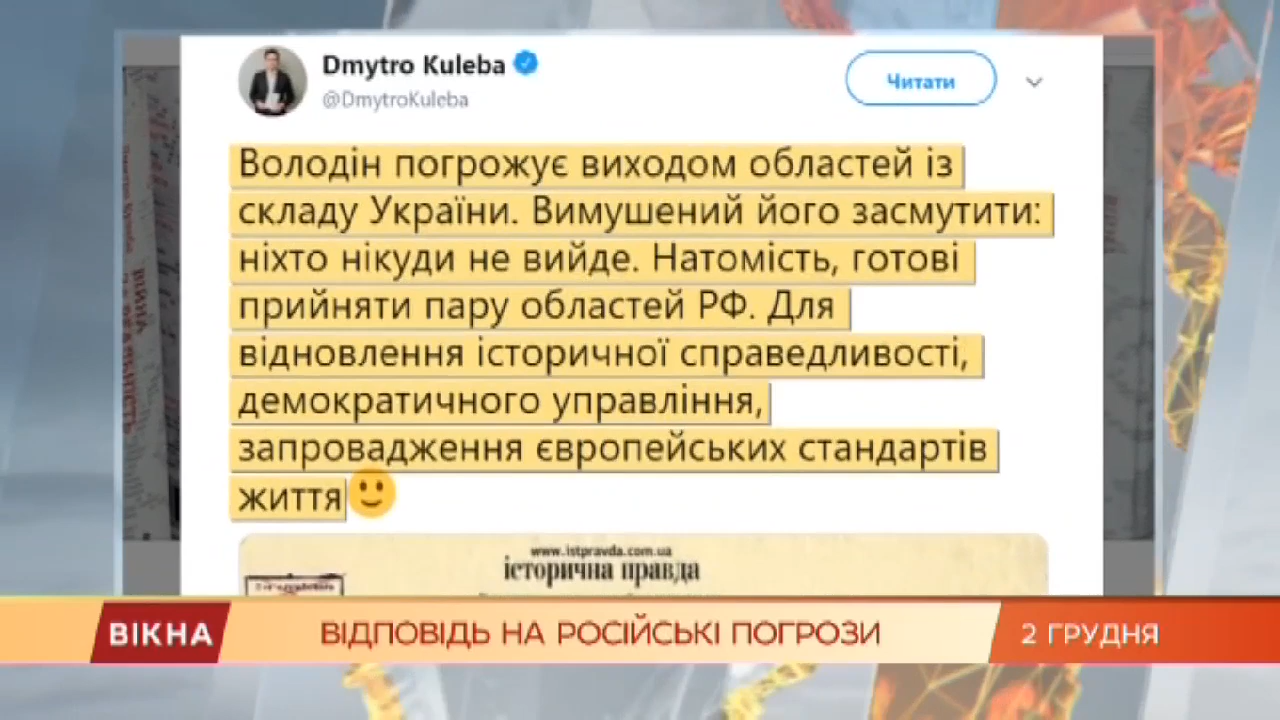 Dmytro Kuleba
@DmytroKuleba
Читати
Володін погрожує виходом областей із
складу України. Вимушений його засмутити:
ніхто нікуди не вийде. Натомість, готові
прийняти пару областей РФ. Для
відновлення історичної справедливості,
демократичного управління,
запровадження європейських стандартів
життя
www.istpravda.com.ua
історична правда
ВІКНА
ВІДПОВІДЬ НА РОСІЙСЬКІ ПОГРОЗИ
2 ГРУДНЯ